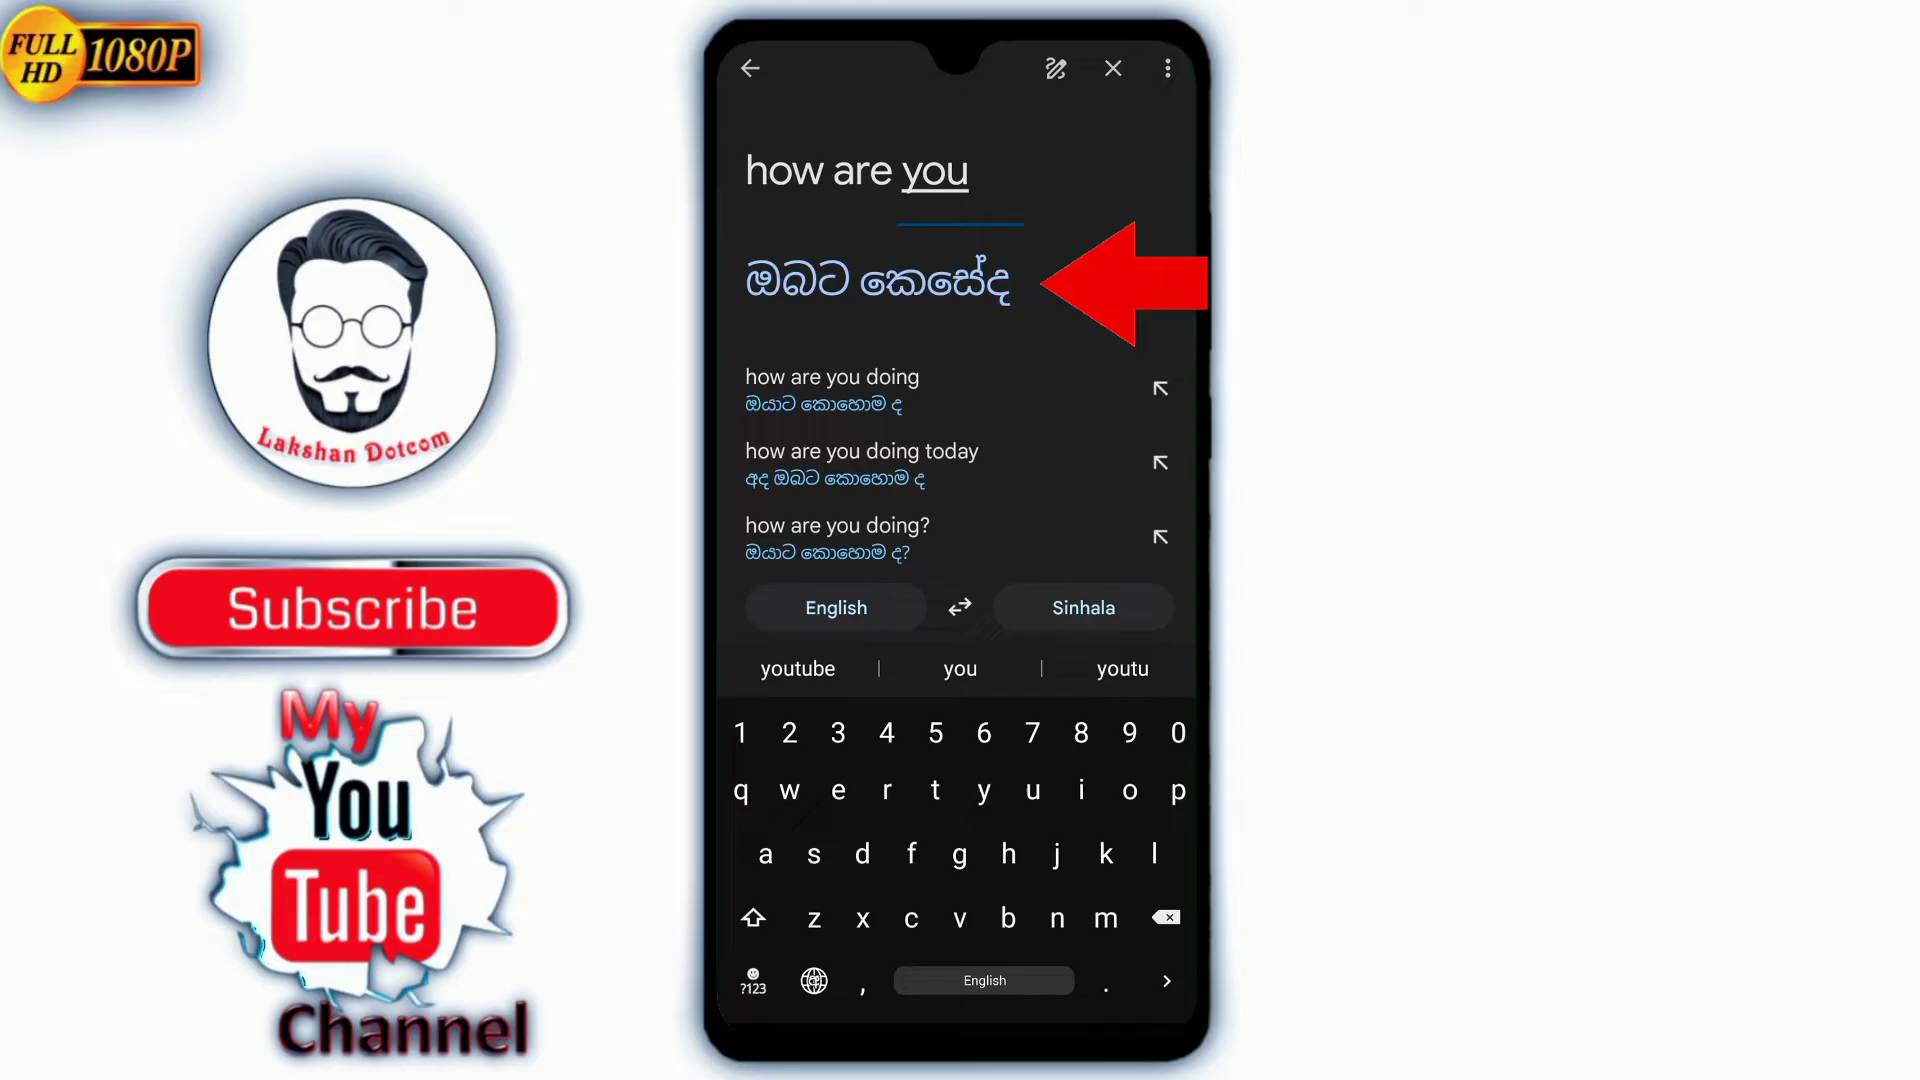 FULL HD 1080P
Lakshan Dotcom
Subscribe
My
You
Tube
Channel
how are you
ඔබට කෙසේද
how are you doing
ඔයාට කොහොම ද
how are you doing today
අද ඔබට කොහොම ද
how are you doing?
ඔයාට කොහොම ද?
English Sinhala
youtube | you | youtu
1 2 3 4 5 6 7 8 9 0
q w e r t y u i o p
a s d f g h j k l
z x c v b n m
?123 , English .